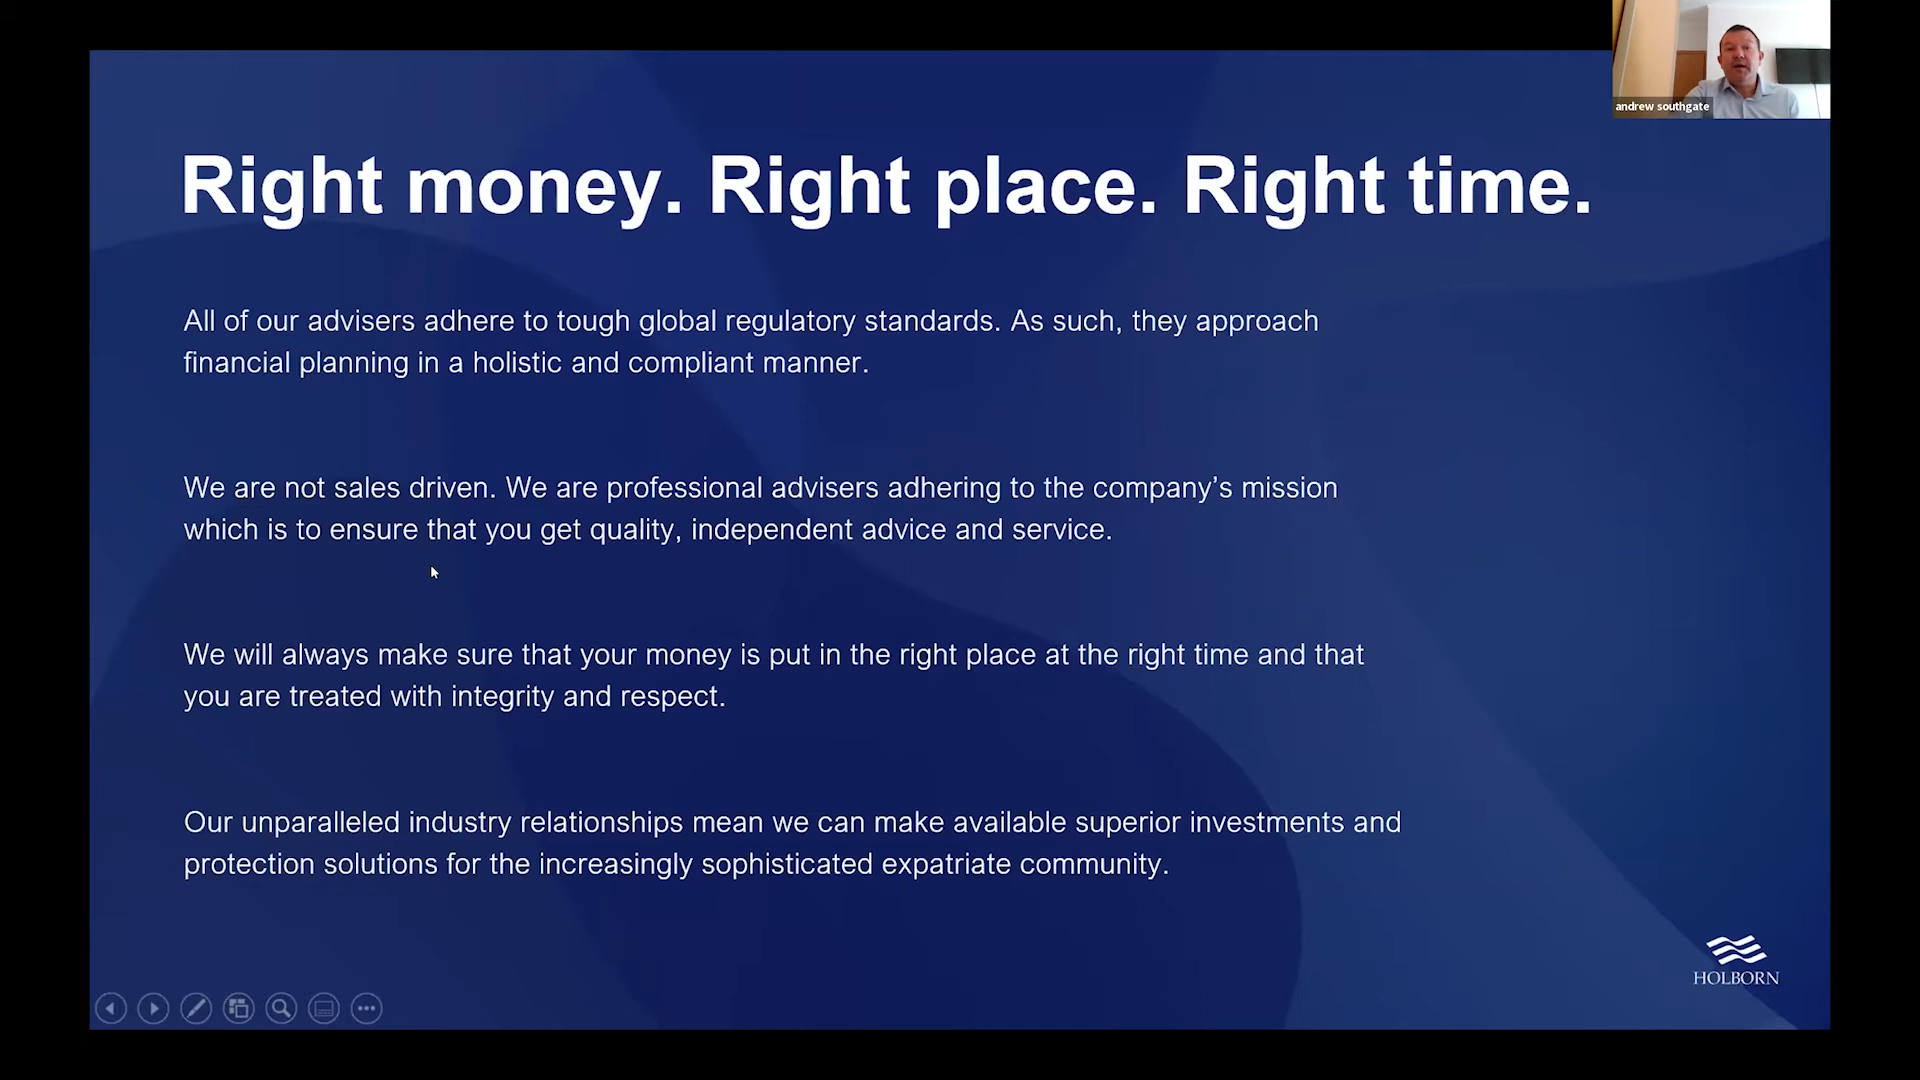 andrew southgate
Right money. Right place. Right time.
All of our advisers adhere to tough global regulatory standards. As such, they approach
financial planning in a holistic and compliant manner.
We are not sales driven. We are professional advisers adhering to the company’s mission
which is to ensure that you get quality, independent advice and service.
We will always make sure that your money is put in the right place at the right time and that
you are treated with integrity and respect.
Our unparalleled industry relationships mean we can make available superior investments and
protection solutions for the increasingly sophisticated expatriate community.
HOLBORN